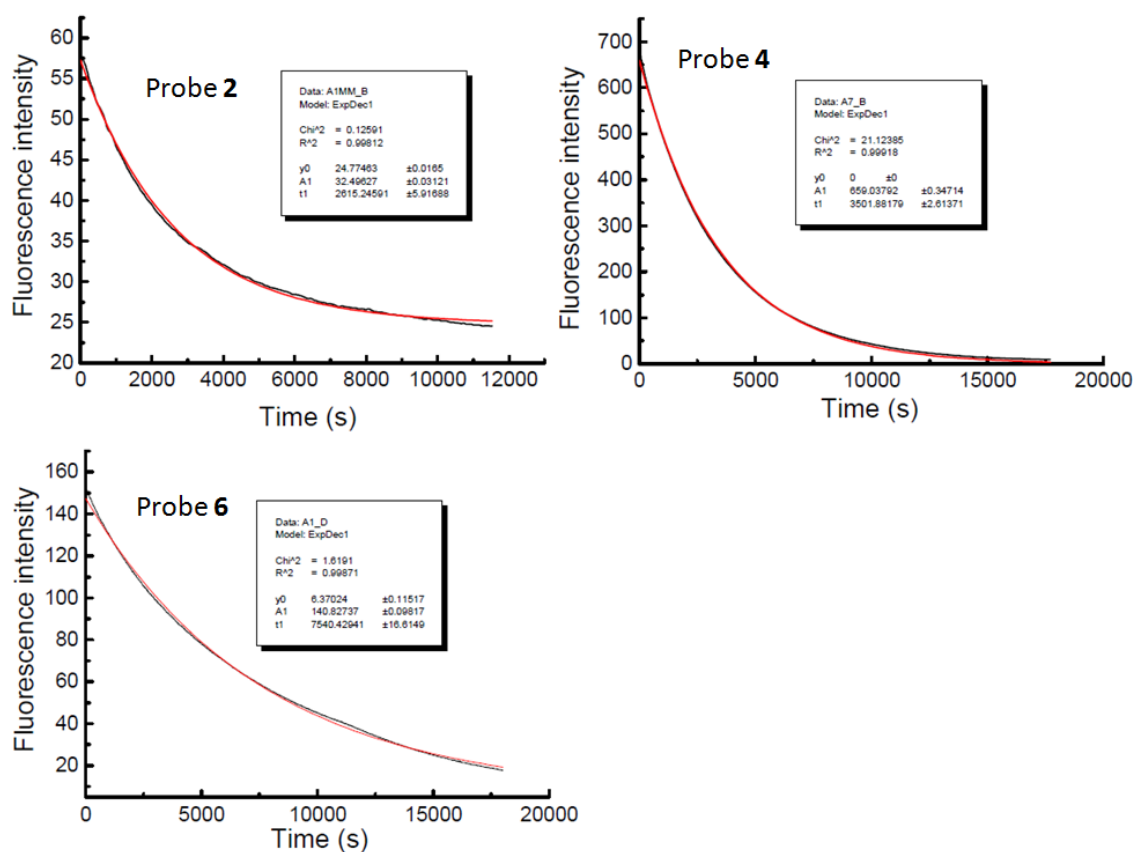 Probe 2
Fluorescence intensity
60
55
50
45
40
35
30
25
20
Data: A1MM_B
Model: ExpDec1
Chi^2 = 0.12591
R^2 = 0.99812
y0 24.77463 ±0.0165
A1 32.49627 ±0.03121
t1 2615.24591 ±5.91688
0 2000 4000 6000 8000 10000 12000
Time (s)
Probe 4
Fluorescence intensity
700
600
500
400
300
200
100
0
Data: A7_B
Model: ExpDec1
Chi^2 = 21.12385
R^2 = 0.99918
y0 0 ±0
A1 659.03792 ±0.34714
t1 3501.88179 ±2.61371
0 5000 10000 15000 20000
Time (s)
Probe 6
Fluorescence intensity
160
140
120
100
80
60
40
20
Data: A1_D
Model: ExpDec1
Chi^2 = 1.6191
R^2 = 0.99871
y0 6.37024 ±0.11517
A1 140.82737 ±0.09817
t1 7540.42941 ±16.6149
0 5000 10000 15000 20000
Time (s)